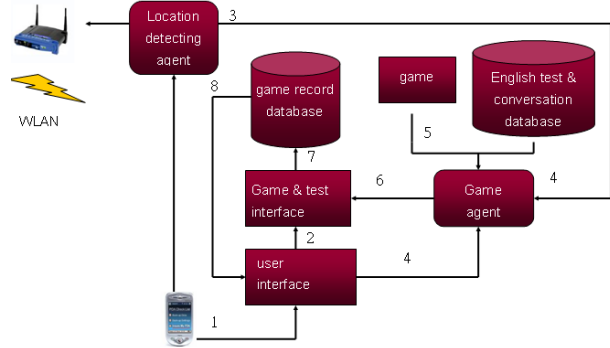 3
Location
detecting
agent
8
game record
database
game
English test &
conversation
database
WLAN
5
7
Game & test
interface
6
Game
agent
4
2
user
interface
4
1